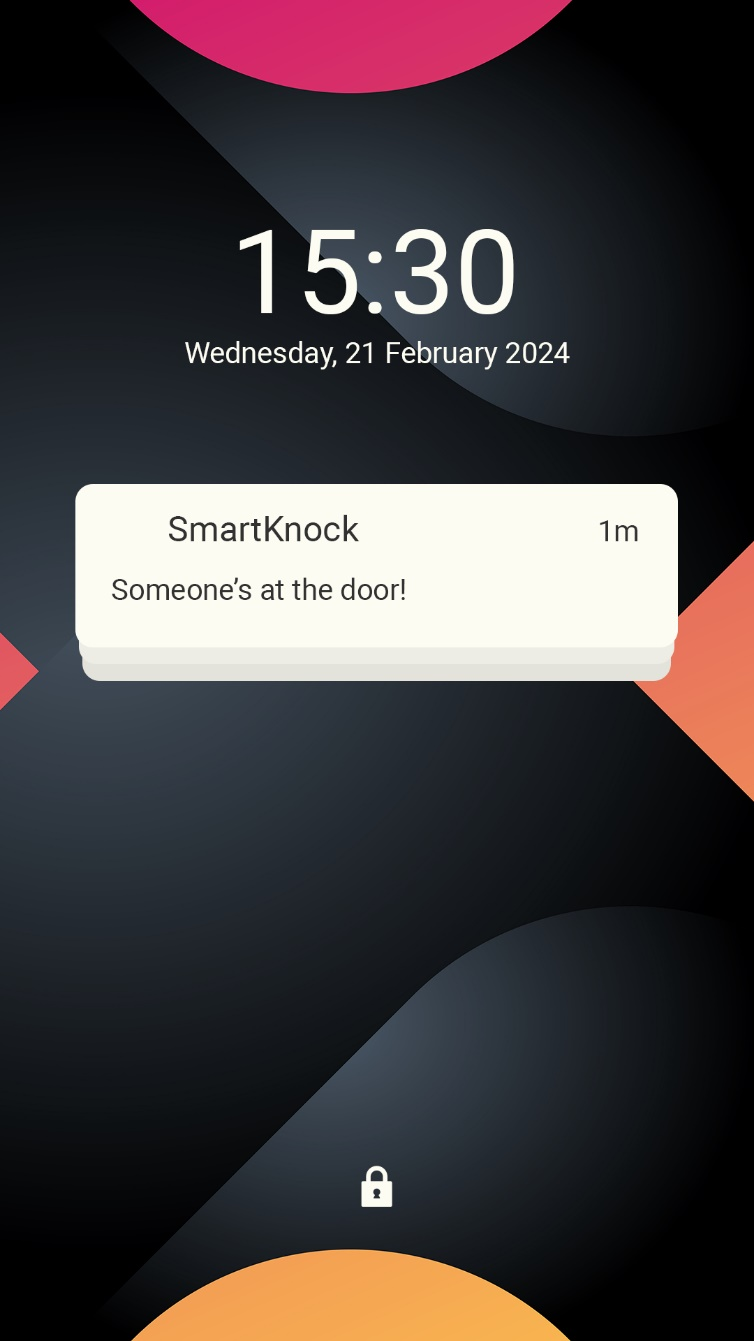 15:30
Wednesday, 21 February 2024
SmartKnock 1m
Someone’s at the door!